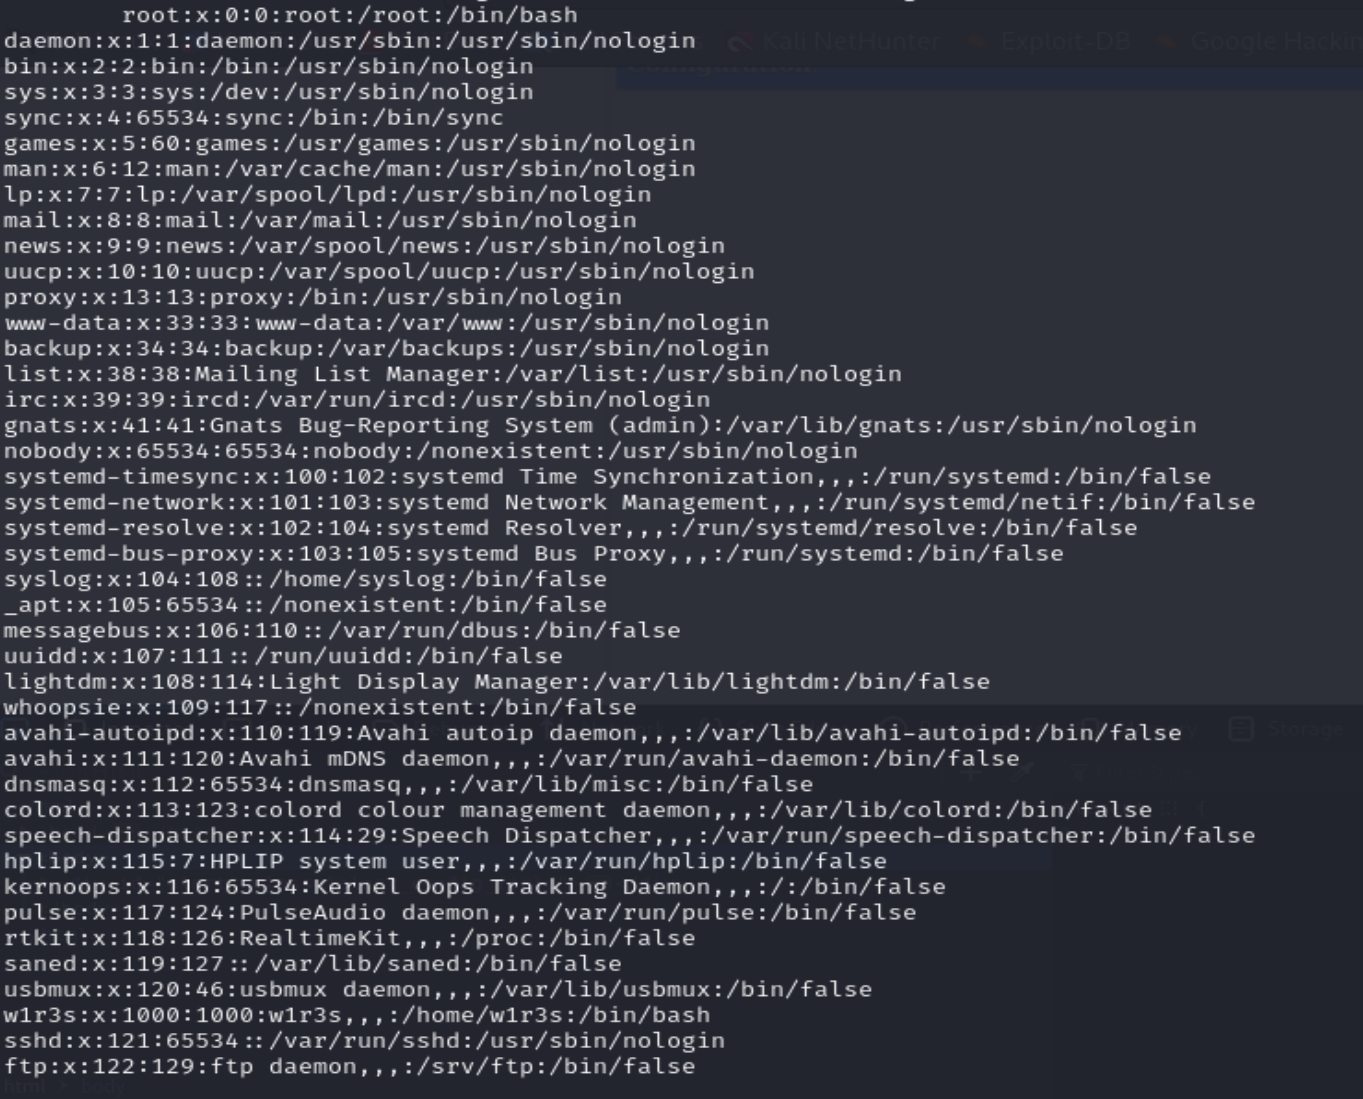 root:x:0:0:root:/root:/bin/bash
daemon:x:1:1:daemon:/usr/sbin:/usr/sbin/nologin
Kali NetHunter Exploit-DB Google Hackin
bin:x:2:2:bin:/bin:/usr/sbin/nologin
sys:x:3:3:sys:/dev:/usr/sbin/nologin
sync:x:4:65534:sync:/bin:/bin/sync
games:x:5:60:games:/usr/games:/usr/sbin/nologin
man:x:6:12:man:/var/cache/man:/usr/sbin/nologin
lp:x:7:7:lp:/var/spool/lpd:/usr/sbin/nologin
mail:x:8:8:mail:/var/mail:/usr/sbin/nologin
news:x:9:9:news:/var/spool/news:/usr/sbin/nologin
uucp:x:10:10:uucp:/var/spool/uucp:/usr/sbin/nologin
proxy:x:13:13:proxy:/bin:/usr/sbin/nologin
www-data:x:33:33:www-data:/var/www:/usr/sbin/nologin
backup:x:34:34:backup:/var/backups:/usr/sbin/nologin
list:x:38:38:Mailing List Manager:/var/list:/usr/sbin/nologin
irc:x:39:39:ircd:/var/run/ircd:/usr/sbin/nologin
gnats:x:41:41:Gnats Bug-Reporting System (admin):/var/lib/gnats:/usr/sbin/nologin
nobody:x:65534:65534:nobody:/nonexistent:/usr/sbin/nologin
systemd-timesync:x:100:102:systemd Time Synchronization,,,:/run/systemd:/bin/false
systemd-network:x:101:103:systemd Network Management,,,:/run/systemd/netif:/bin/false
systemd-resolve:x:102:104:systemd Resolver,,,:/run/systemd/resolve:/bin/false
systemd-bus-proxy:x:103:105:systemd Bus Proxy,,,:/run/systemd:/bin/false
syslog:x:104:108::/home/syslog:/bin/false
_apt:x:105:65534::/nonexistent:/bin/false
messagebus:x:106:110::/var/run/dbus:/bin/false
uuidd:x:107:111::/run/uuidd:/bin/false
lightdm:x:108:114:Light Display Manager:/var/lib/lightdm:/bin/false
whoopsie:x:109:117::/nonexistent:/bin/false
avahi-autoipd:x:110:119:Avahi autoip daemon,,,:/var/lib/avahi-autoipd:/bin/false
Storage
avahi:x:111:120:Avahi mDNS daemon,,,:/var/run/avahi-daemon:/bin/false
dnsmasq:x:112:65534:dnsmasq,,,:/var/lib/misc:/bin/false
colord:x:113:123:colord colour management daemon,,,:/var/lib/colord:/bin/false
speech-dispatcher:x:114:29:Speech Dispatcher,,,:/var/run/speech-dispatcher:/bin/false
hplip:x:115:7:HPLIP system user,,,:/var/run/hplip:/bin/false
kernoops:x:116:65534:Kernel Oops Tracking Daemon,,,:/:/bin/false
pulse:x:117:124:PulseAudio daemon,,,:/var/run/pulse:/bin/false
rtkit:x:118:126:RealtimeKit,,,:/proc:/bin/false
saned:x:119:127::/var/lib/saned:/bin/false
usbmux:x:120:46:usbmux daemon,,,:/var/lib/usbmux:/bin/false
w1r3s:x:1000:1000:w1r3s,,,:/home/w1r3s:/bin/bash
sshd:x:121:65534::/var/run/sshd:/usr/sbin/nologin
ftp:x:122:129:ftp daemon,,,:/srv/ftp:/bin/false
html > body